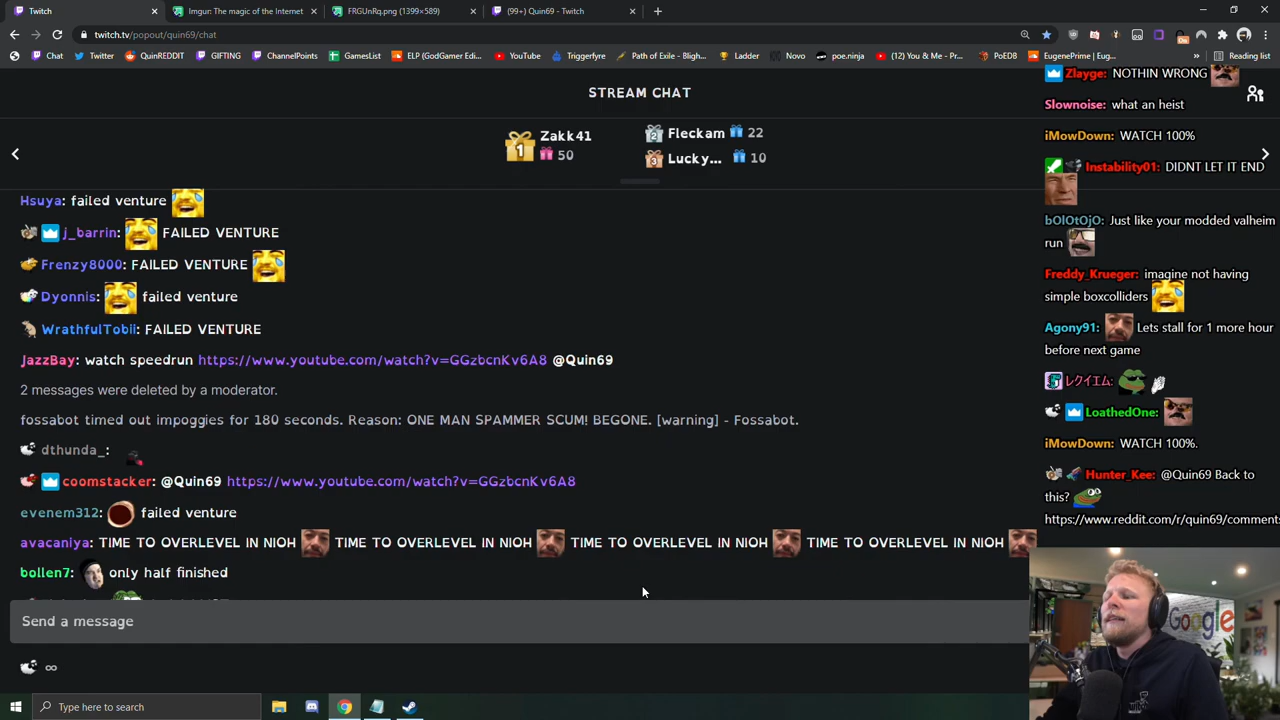 Twitch
Imgur: The magic of the Internet
FRGUnRq.png (1399×589)
(99+) Quin69 - Twitch
twitch.tv/popout/quin69/chat
Chat
Twitter
QuinREDDIT
GIFTING
ChannelPoints
GamesList
ELP (GodGamer Edi...
YouTube
Triggerfyre
Path of Exile - Bligh...
Ladder
Novo
poe.ninja
(12) You & Me - Pr...
PoEDB
EugenePrime | Eug...
Reading list
STREAM CHAT
1
Zakk41
50
2
Fleckam
22
3
Lucky...
10
Hsuya: failed venture
j_barrin: FAILED VENTURE
Frenzy8000: FAILED VENTURE
Dyonnis: failed venture
WrathfulTobii: FAILED VENTURE
JazzBay: watch speedrun https://www.youtube.com/watch?v=GGzbcnKv6A8 @Quin69
2 messages were deleted by a moderator.
fossabot timed out impoggies for 180 seconds. Reason: ONE MAN SPAMMER SCUM! BEGONE. [warning] - Fossabot.
dthunda_:
coomstacker: @Quin69 https://www.youtube.com/watch?v=GGzbcnKv6A8
evenem312: failed venture
avacaniya: TIME TO OVERLEVEL IN NIOH TIME TO OVERLEVEL IN NIOH TIME TO OVERLEVEL IN NIOH TIME TO OVERLEVEL IN NIOH
bollen7: only half finished
Send a message
∞
Zlayge: NOTHIN WRONG
Slownoise: what an heist
iMowDown: WATCH 100%
Instability01: DIDNT LET IT END
bOlOtOjO: Just like your modded valheim
run
Freddy_Krueger: imagine not having
simple boxcolliders
Agony91: Lets stall for 1 more hour
before next game
レクイエム:
LoathedOne:
iMowDown: WATCH 100%.
Hunter_Kee: @Quin69 Back to
this?
https://www.reddit.com/r/quin69/comments
Google
Type here to search